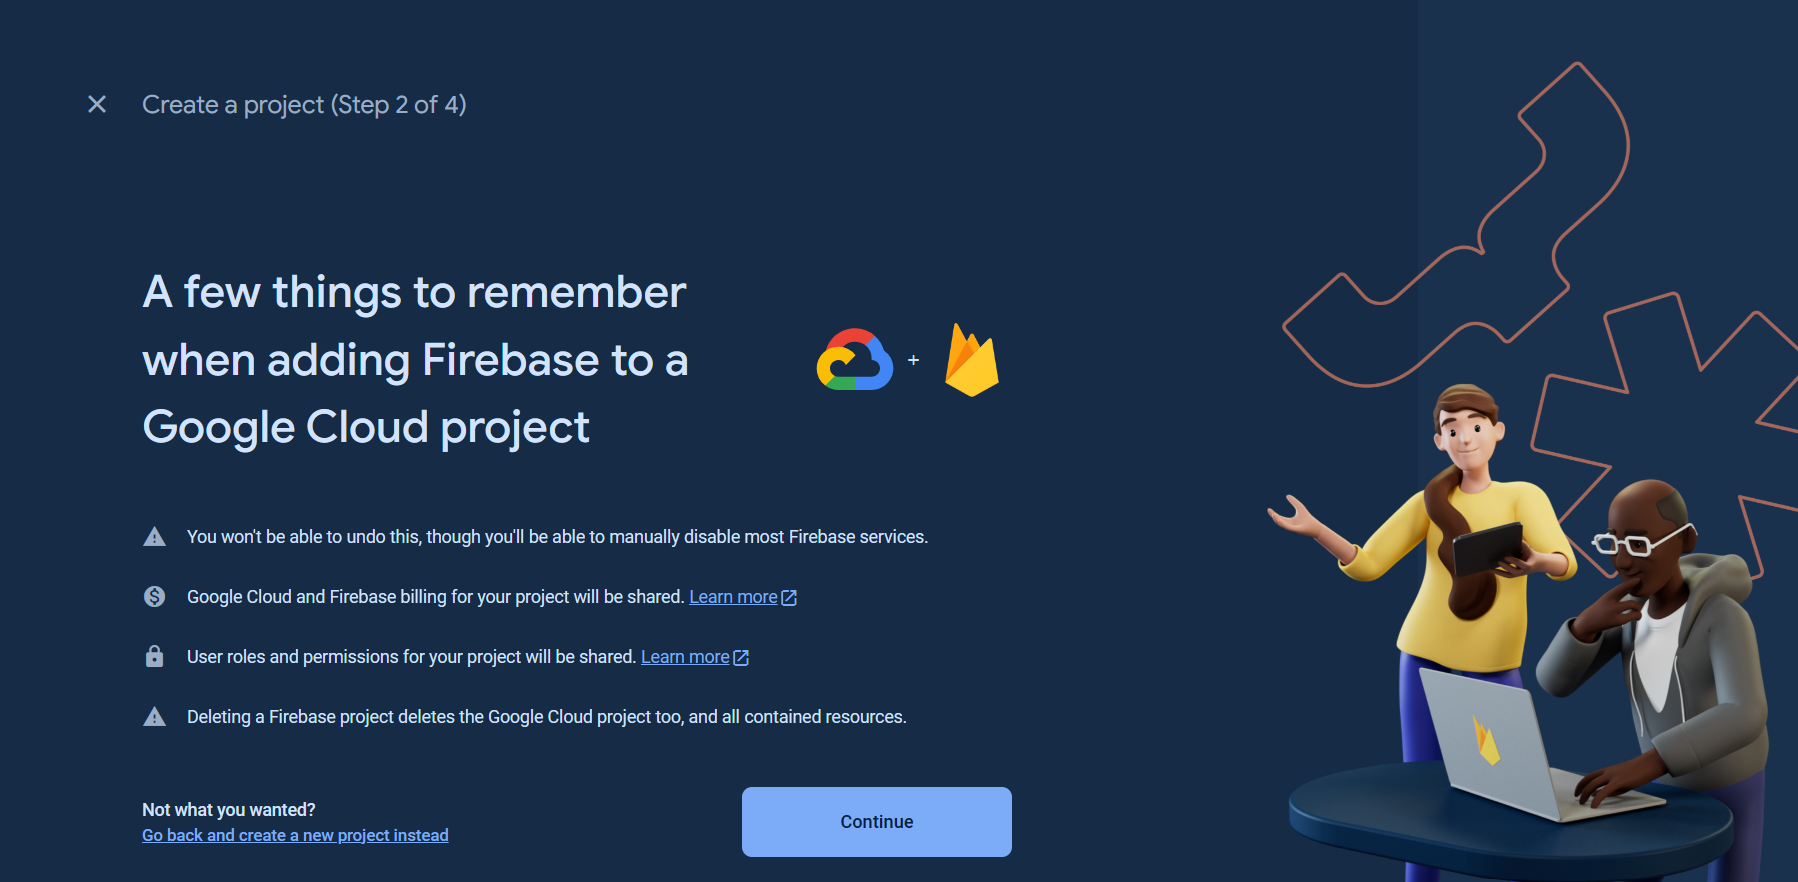 Create a project (Step 2 of 4)
A few things to remember
when adding Firebase to a
Google Cloud project
+
You won't be able to undo this, though you'll be able to manually disable most Firebase services.
Google Cloud and Firebase billing for your project will be shared. Learn more
User roles and permissions for your project will be shared. Learn more
Deleting a Firebase project deletes the Google Cloud project too, and all contained resources.
Not what you wanted?
Go back and create a new project instead
Continue